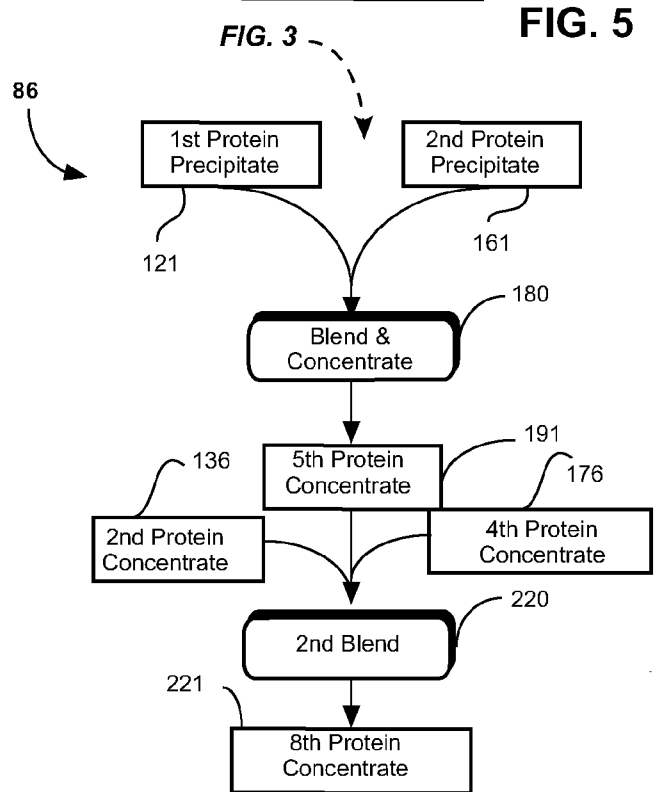 FIG. 5
FIG. 3
86
1st Protein
Precipitate
2nd Protein
Precipitate
121
161
180
Blend &
Concentrate
191
136
5th Protein
Concentrate
176
2nd Protein
Concentrate
4th Protein
Concentrate
220
2nd Blend
221
8th Protein
Concentrate